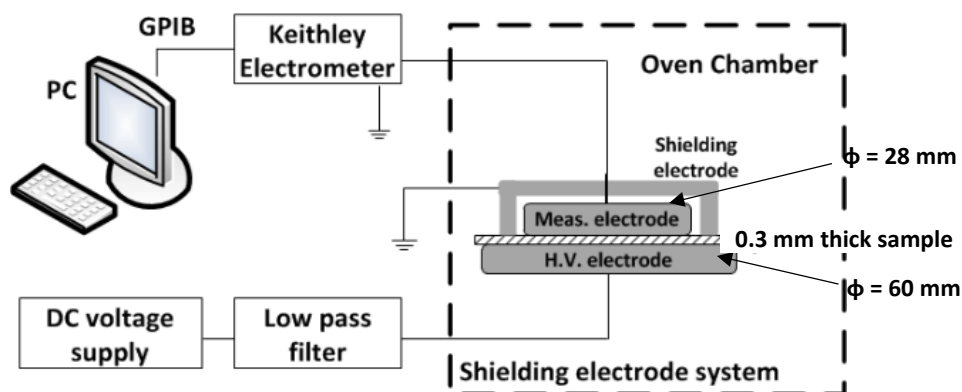 GPIB
Keithley
Electrometer
PC
Oven Chamber
Shielding
electrode
ϕ = 28 mm
Meas. electrode
0.3 mm thick sample
H.V. electrode
ϕ = 60 mm
DC voltage
supply
Low pass
filter
Shielding electrode system